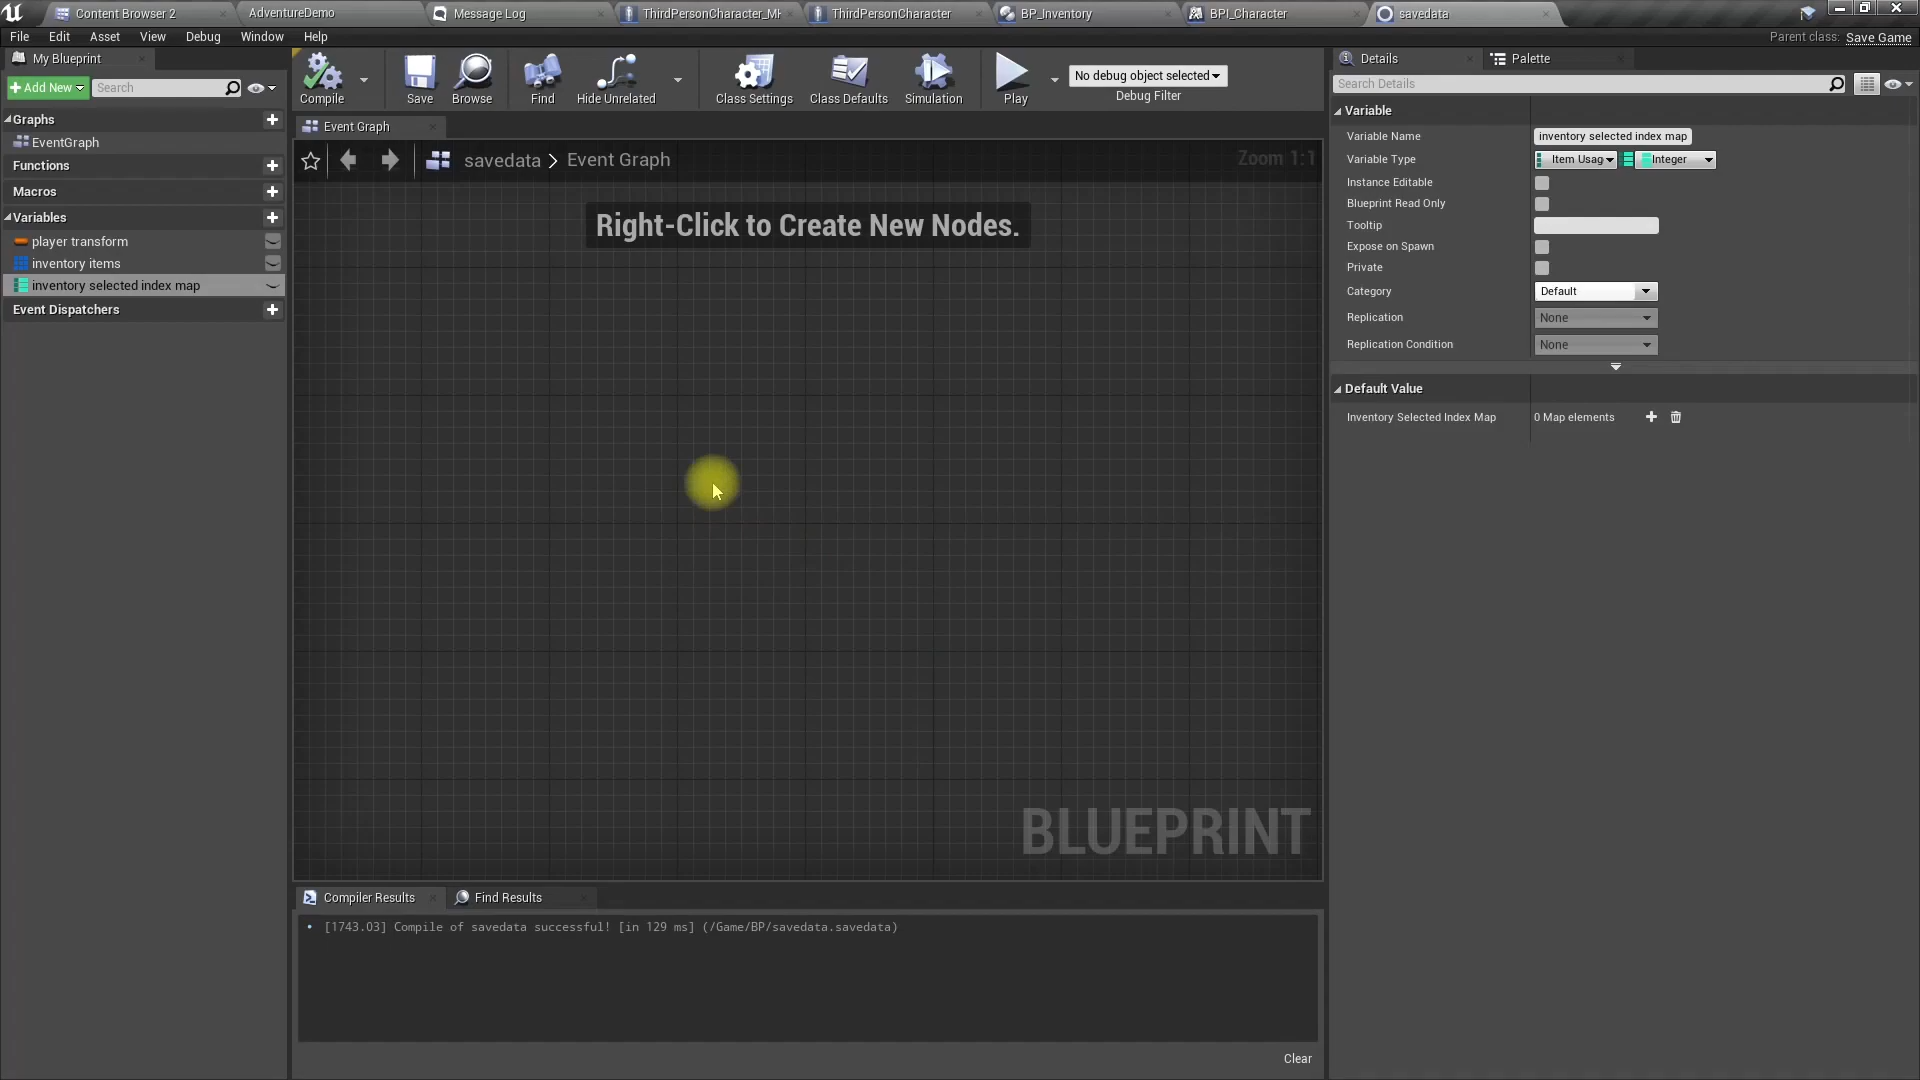 Content Browser 2
AdventureDemo
Message Log
ThirdPersonCharacter_MH
ThirdPersonCharacter
BP_Inventory
BPI_Character
savedata
File
Edit
Asset
View
Debug
Window
Help
Parent class: Save Game
My Blueprint
Add New
Search
Graphs
EventGraph
Functions
Macros
Variables
player transform
inventory items
inventory selected index map
Event Dispatchers
Compile
Save
Browse
Find
Hide Unrelated
Class Settings
Class Defaults
Simulation
Play
No debug object selected
Debug Filter
Event Graph
savedata > Event Graph
Zoom 1:1
Right-Click to Create New Nodes.
BLUEPRINT
Compiler Results
Find Results
• [1743.03] Compile of savedata successful! [in 129 ms] (/Game/BP/savedata.savedata)
Clear
Details
Palette
Search Details
Variable
Variable Name
inventory selected index map
Variable Type
Item Usag
Integer
Instance Editable
Blueprint Read Only
Tooltip
Expose on Spawn
Private
Category
Default
Replication
None
Replication Condition
None
Default Value
Inventory Selected Index Map
0 Map elements